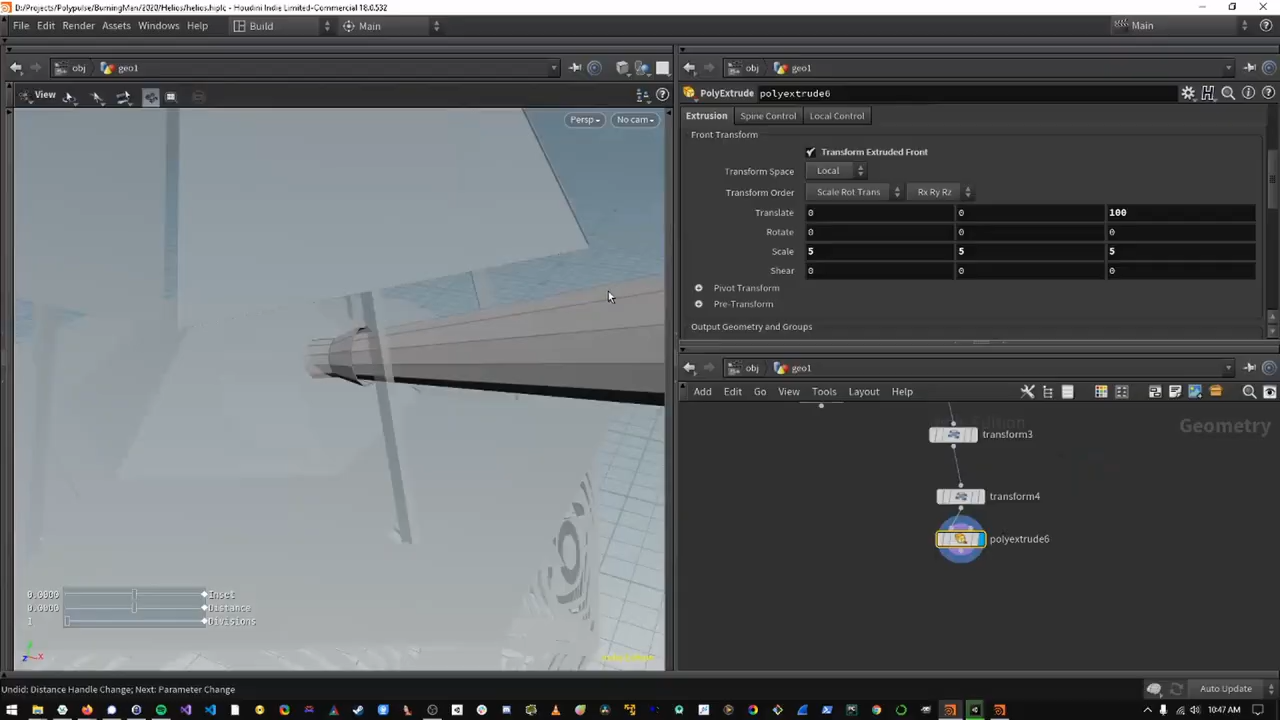 D:/Projects/Polypulse/BurningMan/2020/Helios/helios.hiplc - Houdini Indie Limited-Commercial 18.0.532
File Edit Render Assets Windows Help Build Main Main
obj geo1
obj geo1
View
PolyExtrude polyextrude6
Persp No cam
Extrusion Spine Control Local Control
Front Transform
Transform Extruded Front
Transform Space Local
Transform Order Scale Rot Trans Rx Ry Rz
Translate 0 0 100
Rotate 0 0 0
Scale 5 5 5
Shear 0 0 0
Pivot Transform
Pre-Transform
Output Geometry and Groups
obj geo1
Add Edit Go View Tools Layout Help
Geometry
transform3
transform4
polyextrude6
0.0000 Inset
0.0000 Distance
1 Divisions
z x
Undid: Distance Handle Change; Next: Parameter Change
Auto Update
10:47 AM